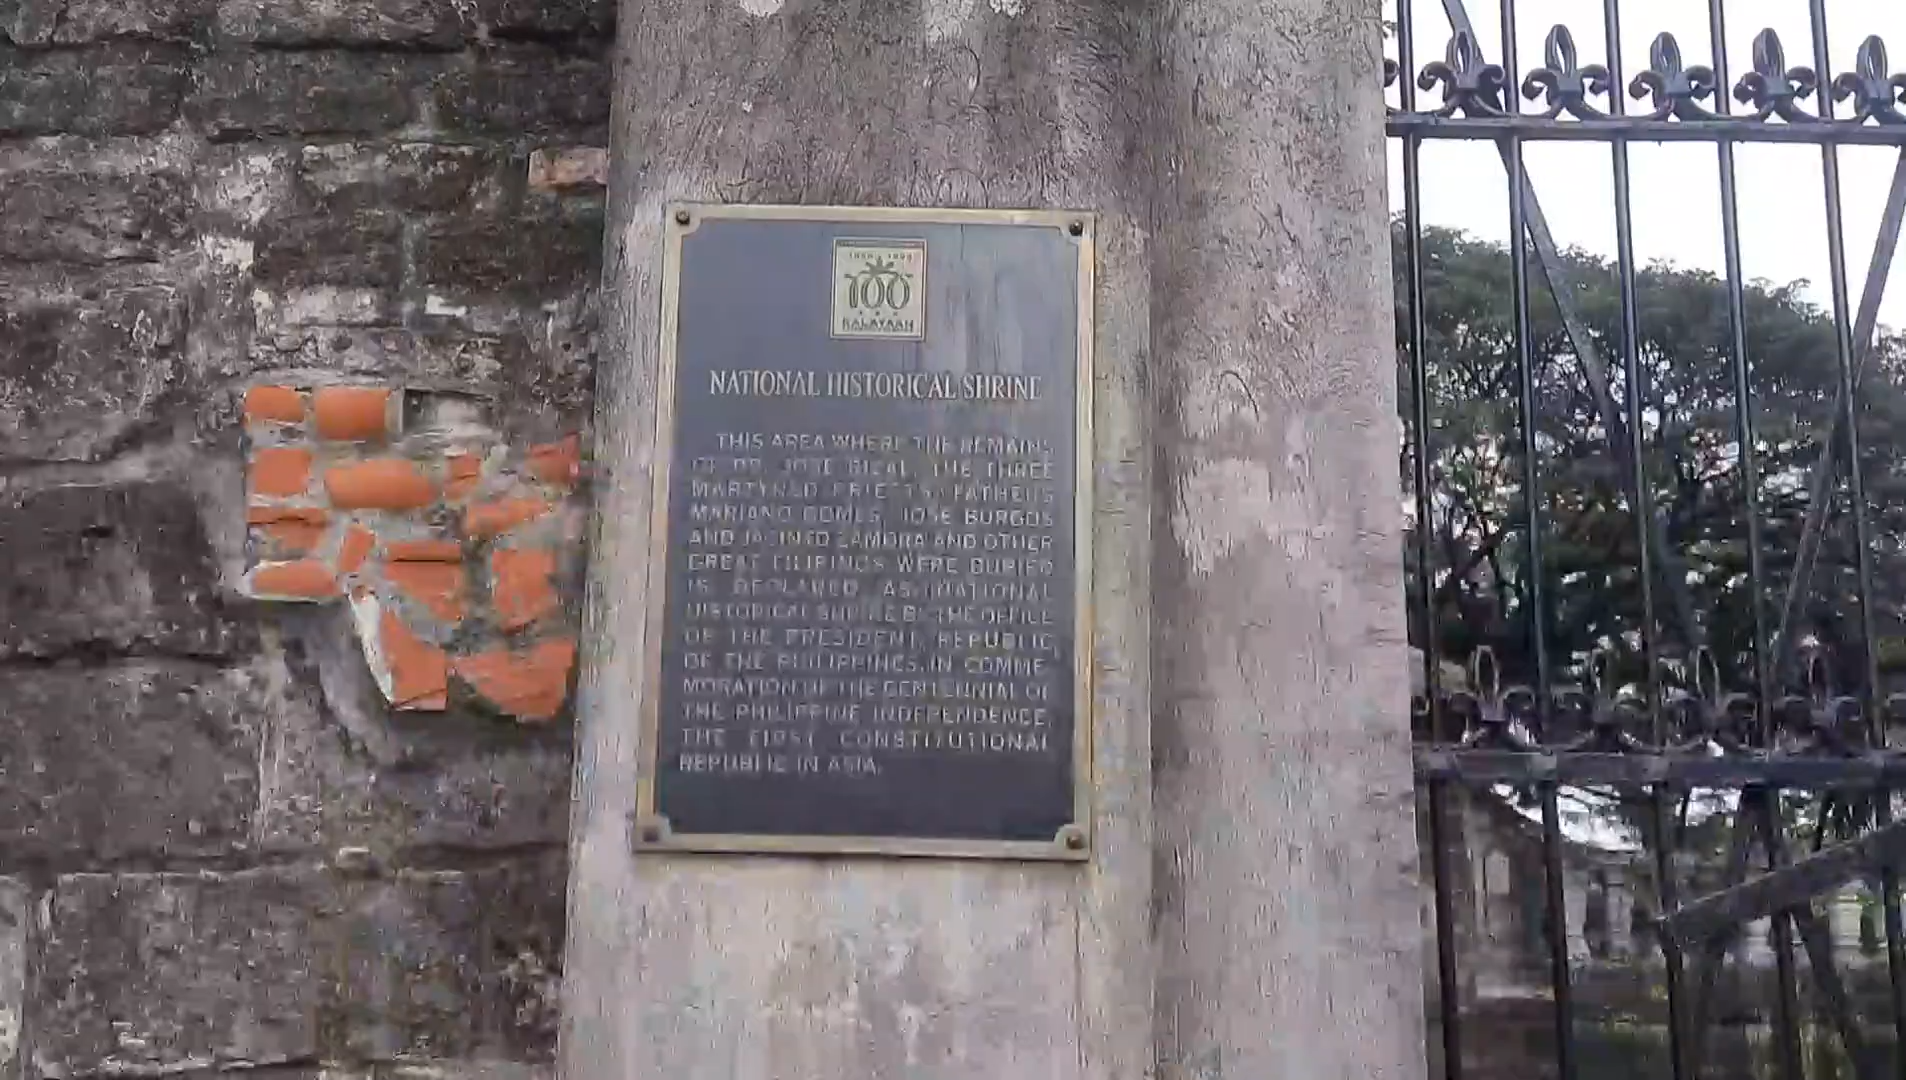 1898 1998
100
KALAYAAN
NATIONAL HISTORICAL SHRINE
THIS AREA WHERE THE REMAINS
OF DR. JOSE RIZAL, THE THREE
MARTYRED PRIESTS, FATHERS
MARIANO GOMES, JOSE BURGOS
AND JACINTO ZAMORA AND OTHER
GREAT FILIPINOS WERE BURIED
IS DECLARED AS NATIONAL
HISTORICAL SHRINE BY THE OFFICE
OF THE PRESIDENT, REPUBLIC
OF THE PHILIPPINES, IN COMME-
MORATION OF THE CENTENNIAL OF
THE PHILIPPINE INDEPENDENCE,
THE FIRST CONSTITUTIONAL
REPUBLIC IN ASIA.